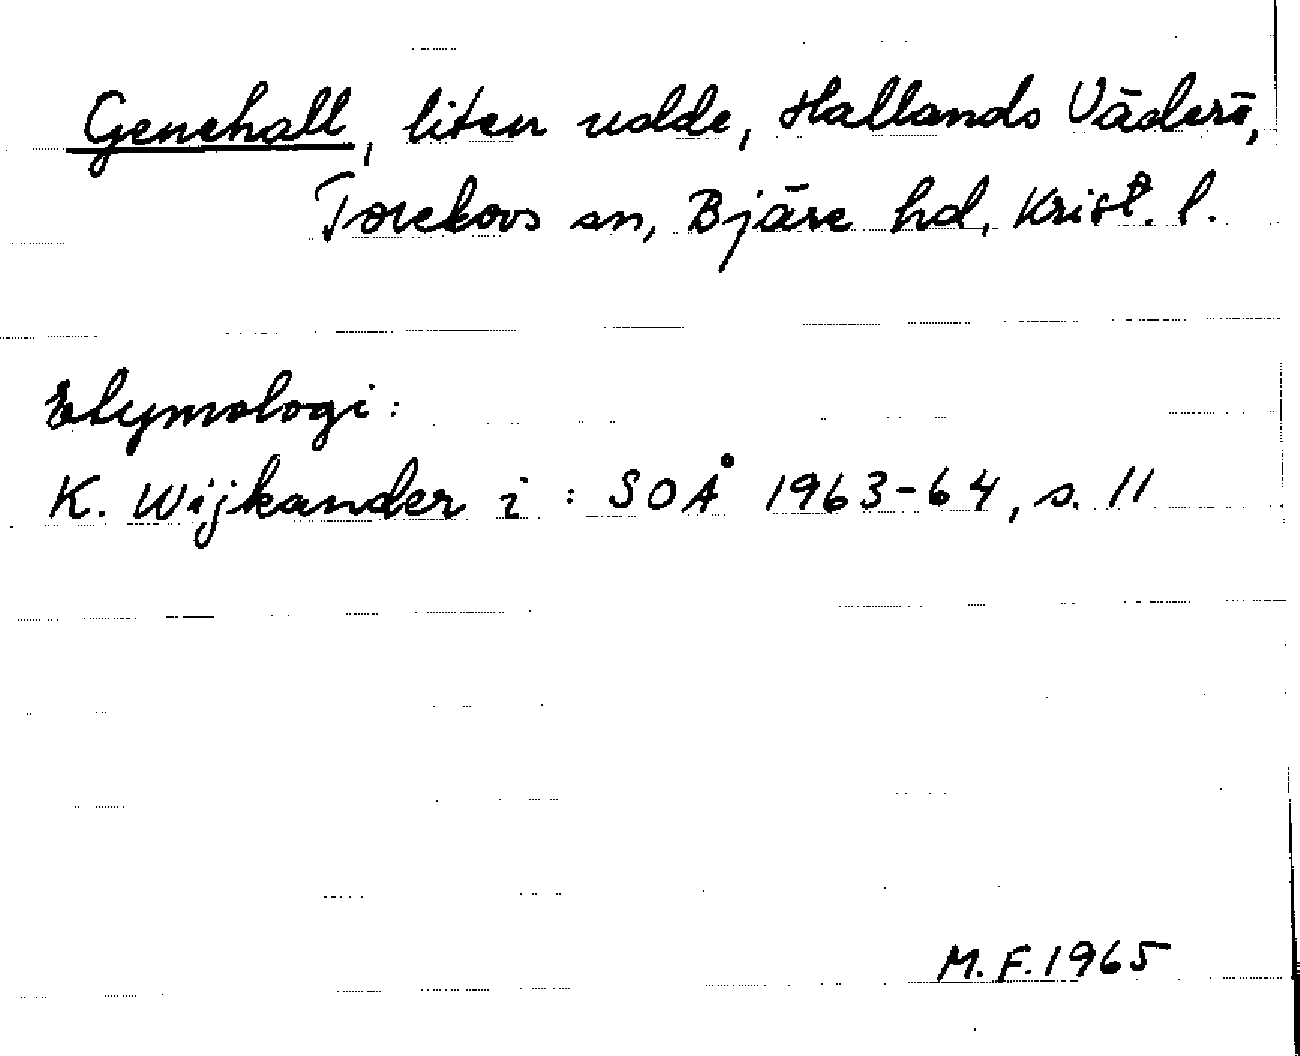 Genehall, liten udde, Hallands Väderö,
Torekovs sn, Bjäre hd, Krist. l.
Etymologi:
K. Wijkander i : SOÅ 1963-64, s. 11
M.F. 1965